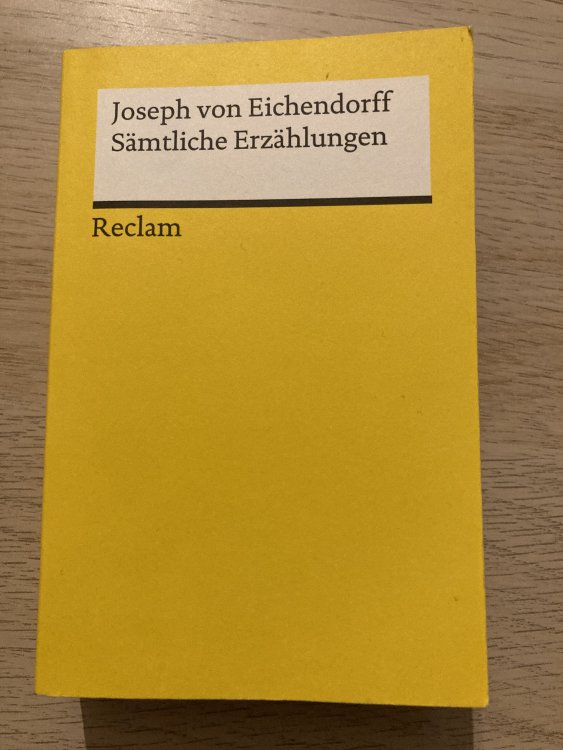 Joseph von Eichendorff
Sämtliche Erzählungen
Reclam